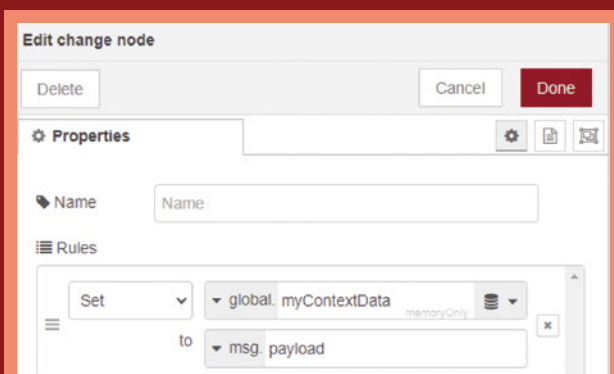 Edit change node
Delete Cancel Done
Properties
Name Name
Rules
Set global. myContextData memoryOnly
to msg. payload